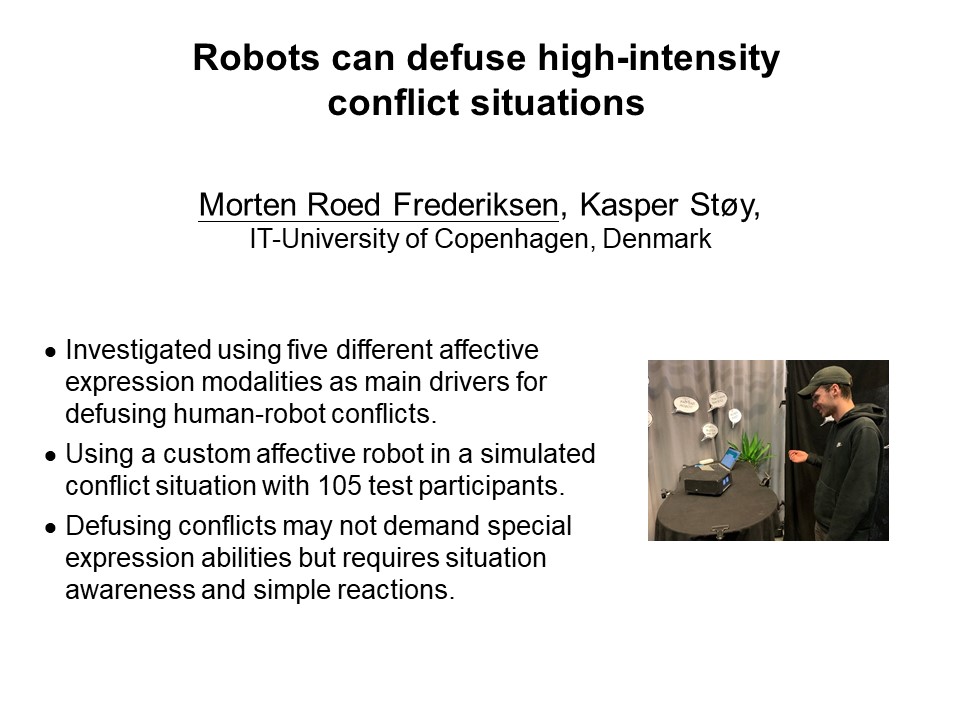 Robots can defuse high-intensity
conflict situations
Morten Roed Frederiksen, Kasper Støy,
IT-University of Copenhagen, Denmark
● Investigated using five different affective
expression modalities as main drivers for
defusing human-robot conflicts.
● Using a custom affective robot in a simulated
conflict situation with 105 test participants.
● Defusing conflicts may not demand special
expression abilities but requires situation
awareness and simple reactions.